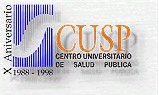 X Aniversario
1988 - 1998
CUSP
CENTRO UNIVERSITARIO
DE SALUD PUBLICA